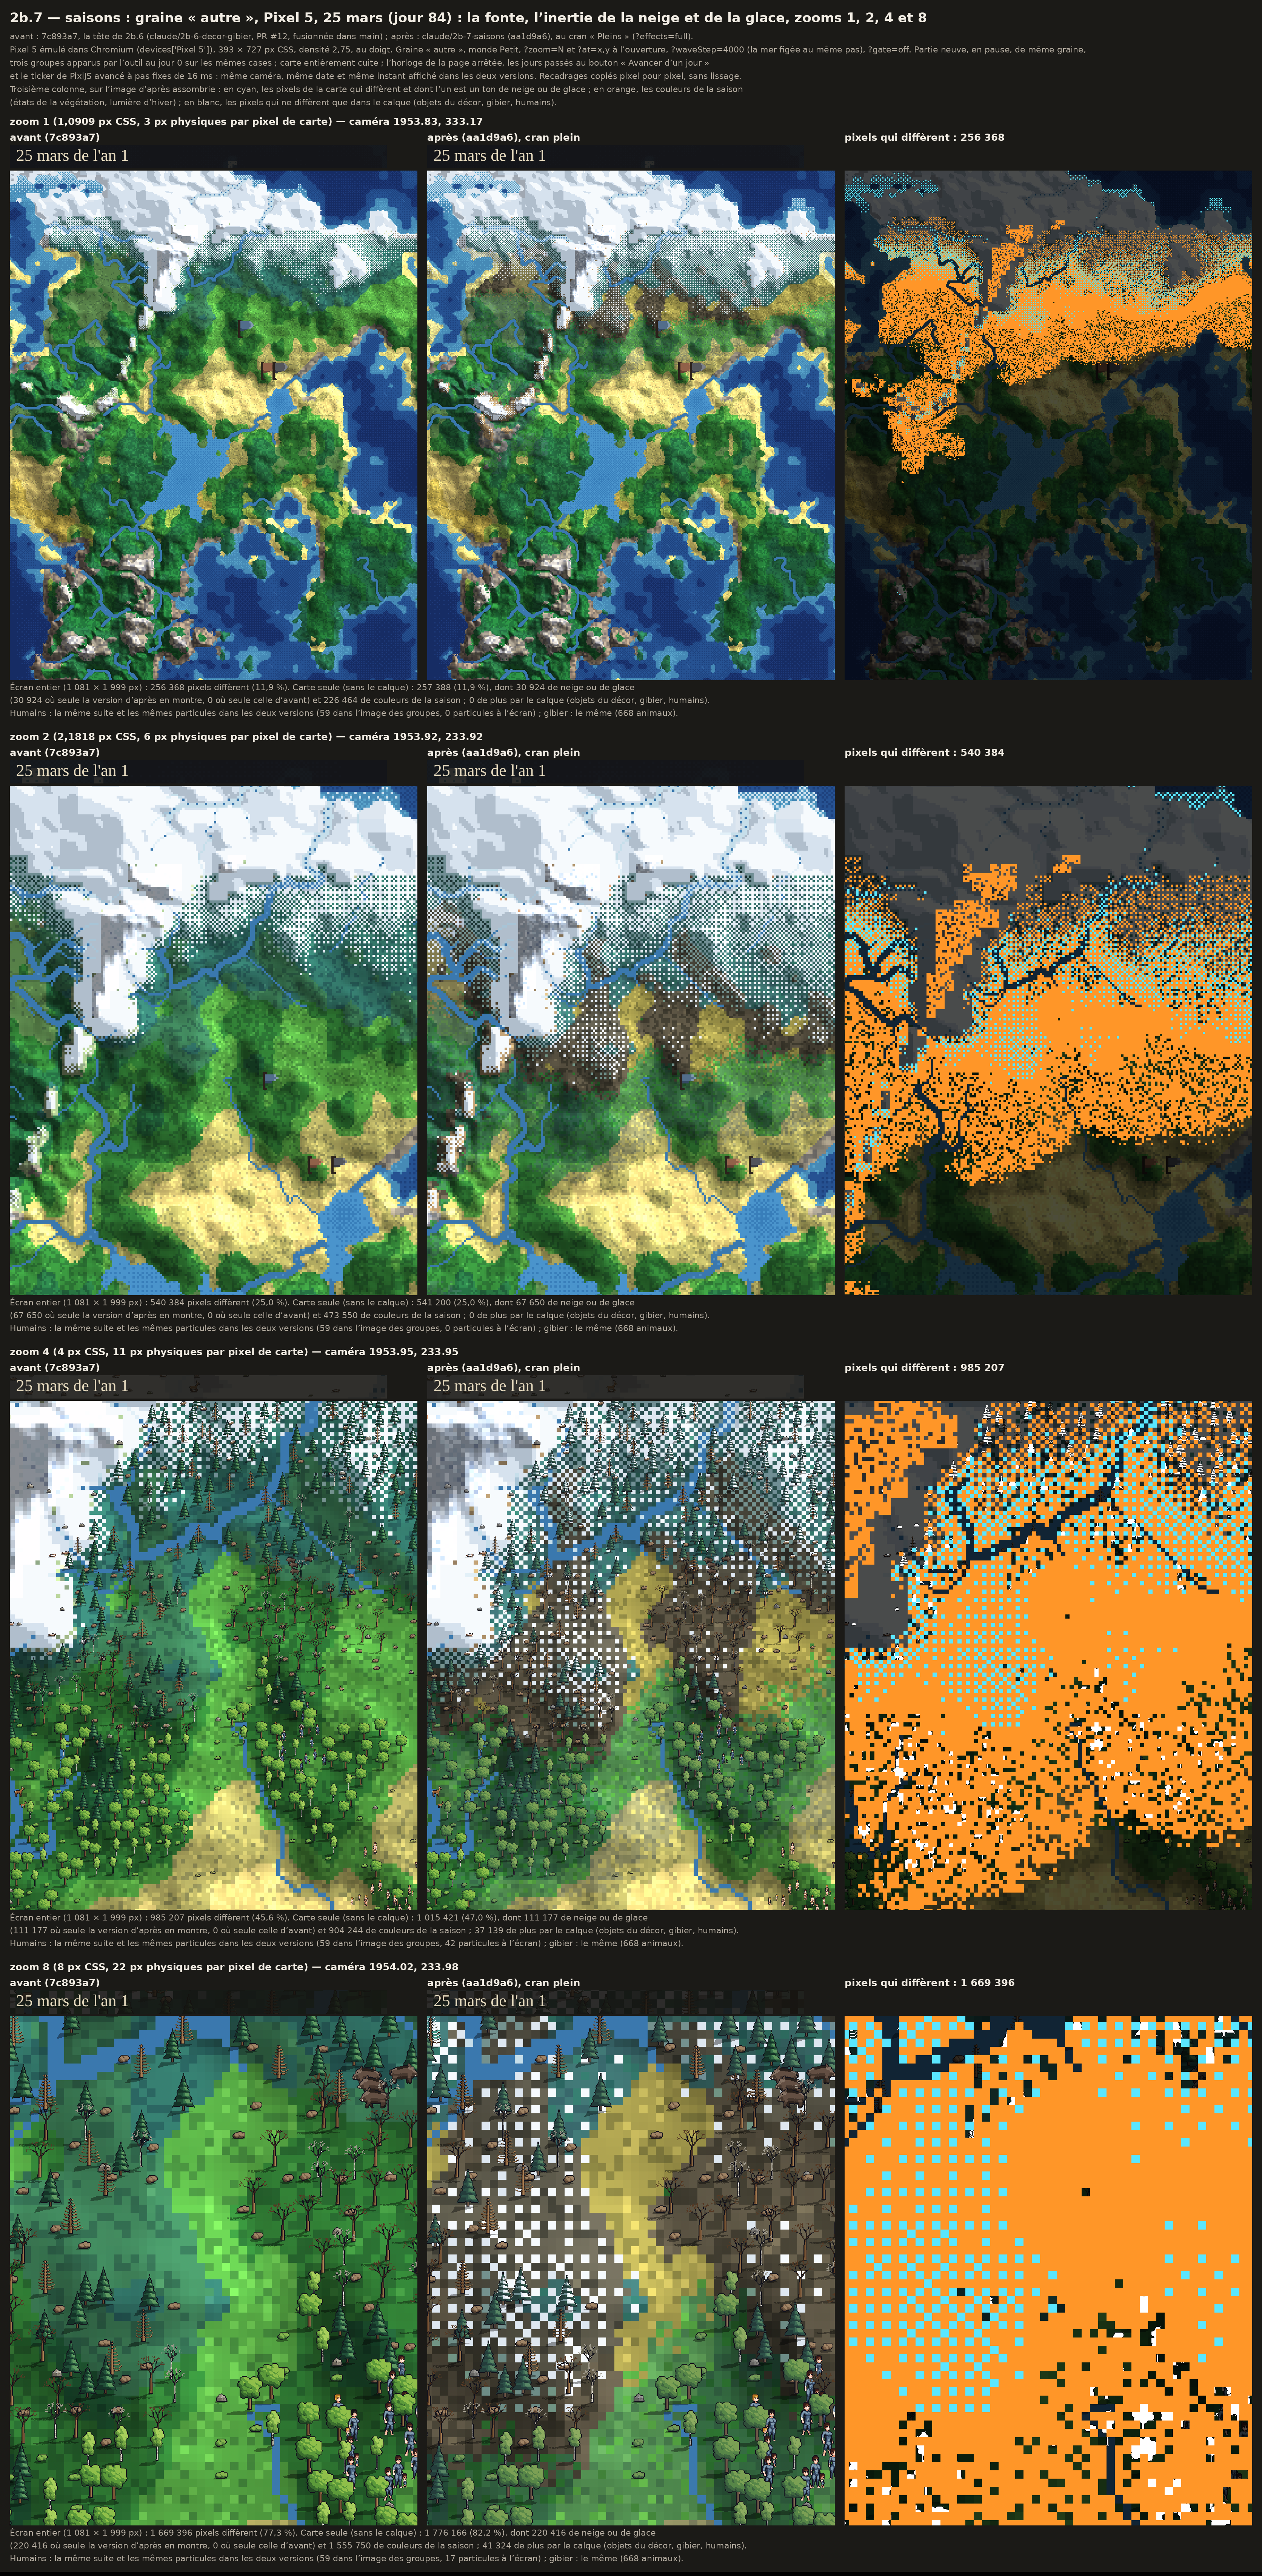 2b.7 — saisons : graine « autre », Pixel 5, 25 mars (jour 84) : la fonte, l’inertie de la neige et de la glace, zooms 1, 2, 4 et 8
avant : 7c893a7, la tête de 2b.6 (claude/2b-6-decor-gibier, PR #12, fusionnée dans main) ; après : claude/2b-7-saisons (aa1d9a6), au cran « Pleins » (?effects=full).
Pixel 5 émulé dans Chromium (devices['Pixel 5']), 393 × 727 px CSS, densité 2,75, au doigt. Graine « autre », monde Petit, ?zoom=N et ?at=x,y à l’ouverture, ?waveStep=4000 (la mer figée au même pas), ?gate=off. Partie neuve, en pause, de même graine,
trois groupes apparus par l’outil au jour 0 sur les mêmes cases ; carte entièrement cuite ; l’horloge de la page arrêtée, les jours passés au bouton « Avancer d’un jour »
et le ticker de PixiJS avancé à pas fixes de 16 ms : même caméra, même date et même instant affiché dans les deux versions. Recadrages copiés pixel pour pixel, sans lissage.
Troisième colonne, sur l’image d’après assombrie : en cyan, les pixels de la carte qui diffèrent et dont l’un est un ton de neige ou de glace ; en orange, les couleurs de la saison
(états de la végétation, lumière d’hiver) ; en blanc, les pixels qui ne diffèrent que dans le calque (objets du décor, gibier, humains).
zoom 1 (1,0909 px CSS, 3 px physiques par pixel de carte) — caméra 1953.83, 333.17
avant (7c893a7)
après (aa1d9a6), cran plein
pixels qui diffèrent : 256 368
25 mars de l'an 1
25 mars de l'an 1
Écran entier (1 081 × 1 999 px) : 256 368 pixels diffèrent (11,9 %). Carte seule (sans le calque) : 257 388 (11,9 %), dont 30 924 de neige ou de glace
(30 924 où seule la version d’après en montre, 0 où seule celle d’avant) et 226 464 de couleurs de la saison ; 0 de plus par le calque (objets du décor, gibier, humains).
Humains : la même suite et les mêmes particules dans les deux versions (59 dans l’image des groupes, 0 particules à l’écran) ; gibier : le même (668 animaux).
zoom 2 (2,1818 px CSS, 6 px physiques par pixel de carte) — caméra 1953.92, 233.92
avant (7c893a7)
après (aa1d9a6), cran plein
pixels qui diffèrent : 540 384
25 mars de l'an 1
25 mars de l'an 1
Écran entier (1 081 × 1 999 px) : 540 384 pixels diffèrent (25,0 %). Carte seule (sans le calque) : 541 200 (25,0 %), dont 67 650 de neige ou de glace
(67 650 où seule la version d’après en montre, 0 où seule celle d’avant) et 473 550 de couleurs de la saison ; 0 de plus par le calque (objets du décor, gibier, humains).
Humains : la même suite et les mêmes particules dans les deux versions (59 dans l’image des groupes, 0 particules à l’écran) ; gibier : le même (668 animaux).
zoom 4 (4 px CSS, 11 px physiques par pixel de carte) — caméra 1953.95, 233.95
avant (7c893a7)
après (aa1d9a6), cran plein
pixels qui diffèrent : 985 207
25 mars de l'an 1
25 mars de l'an 1
Écran entier (1 081 × 1 999 px) : 985 207 pixels diffèrent (45,6 %). Carte seule (sans le calque) : 1 015 421 (47,0 %), dont 111 177 de neige ou de glace
(111 177 où seule la version d’après en montre, 0 où seule celle d’avant) et 904 244 de couleurs de la saison ; 37 139 de plus par le calque (objets du décor, gibier, humains).
Humains : la même suite et les mêmes particules dans les deux versions (59 dans l’image des groupes, 42 particules à l’écran) ; gibier : le même (668 animaux).
zoom 8 (8 px CSS, 22 px physiques par pixel de carte) — caméra 1954.02, 233.98
avant (7c893a7)
après (aa1d9a6), cran plein
pixels qui diffèrent : 1 669 396
25 mars de l'an 1
25 mars de l'an 1
Écran entier (1 081 × 1 999 px) : 1 669 396 pixels diffèrent (77,3 %). Carte seule (sans le calque) : 1 776 166 (82,2 %), dont 220 416 de neige ou de glace
(220 416 où seule la version d’après en montre, 0 où seule celle d’avant) et 1 555 750 de couleurs de la saison ; 41 324 de plus par le calque (objets du décor, gibier, humains).
Humains : la même suite et les mêmes particules dans les deux versions (59 dans l’image des groupes, 17 particules à l’écran) ; gibier : le même (668 animaux).